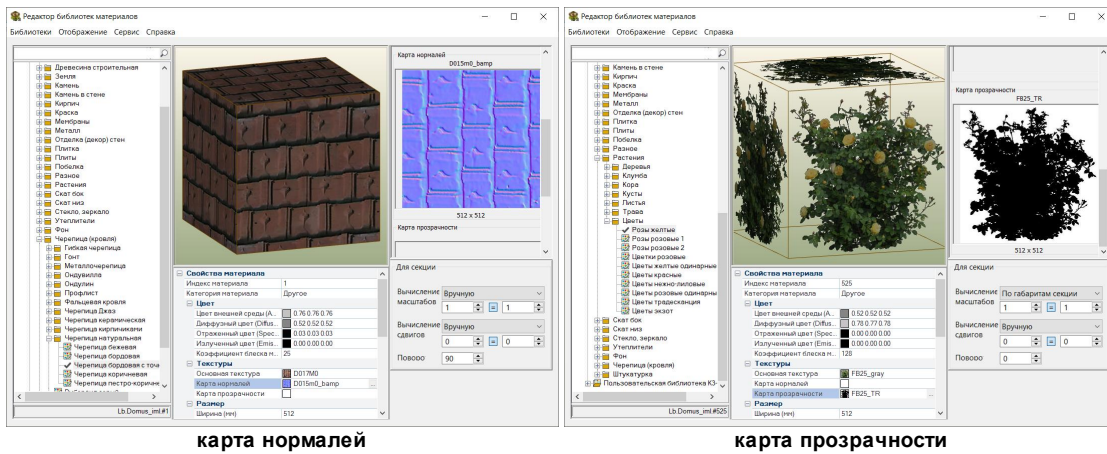 Редактор библиотек материалов
Библиотеки Отображение Сервис Справка
Древесина строительная
Земля
Камень
Камень в стене
Кирпич
Краска
Мембраны
Металл
Отделка (декор) стен
Плитка
Плиты
Побелка
Разное
Растения
Скат бок
Скат низ
Стекло, зеркало
Утеплители
Фон
Черепица (кровля)
Гибкая черепица
Гонт
Металлочерепица
Ондувилла
Ондулин
Профлист
Фальцевая кровля
Черепица Джаз
Черепица керамическая
Черепица кирпичиками
Черепица натуральная
Черепица бежевая
Черепица бордовая
Черепица бордовая с точк
Черепица коричневая
Черепица пестро-коричне
Lb.Domus_iml.#1
Карта нормалей
D015m0_bamp
512 x 512
Карта прозрачности
Свойства материала
Индекс материала 1
Категория материала Другое
Цвет
Цвет внешней среды (A... 0.76 0.76 0.76
Диффузный цвет (Diffus... 0.52 0.52 0.52
Отраженный цвет (Spec... 0.03 0.03 0.03
Излученный цвет (Emis... 0.00 0.00 0.00
Коэффициент блеска м... 25
Текстуры
Основная текстура D017M0
Карта нормалей D015m0_bamp ...
Карта прозрачности
Размер
Ширина (мм) 512
Для секции
Вычисление масштабов Вручную
1 = 1
Вычисление сдвигов Вручную
0 = 0
Поворо 90
карта нормалей
Редактор библиотек материалов
Библиотеки Отображение Сервис Справка
Камень в стене
Кирпич
Краска
Мембраны
Металл
Отделка (декор) стен
Плитка
Плиты
Побелка
Разное
Растения
Деревья
Клумба
Кора
Кусты
Листья
Трава
Цветы
Розы желтые
Розы розовые 1
Розы розовые 2
Цветки розовые
Цветы желтые одинарные
Цветы красные
Цветы нежно-лиловые
Цветы розовые одинарны
Цветы традесканция
Цветы экзот
Скат бок
Скат низ
Стекло, зеркало
Утеплители
Фон
Черепица (кровля)
Штукатурка
Пользовательская библиотека К3-
Lb.Domus_iml.#525
Карта прозрачности
FB25_TR
512 x 512
Свойства материала
Индекс материала 525
Категория материала Другое
Цвет
Цвет внешней среды (A... 0.52 0.52 0.52
Диффузный цвет (Diffus... 0.78 0.77 0.78
Отраженный цвет (Spec... 0.00 0.00 0.00
Излученный цвет (Emis... 0.00 0.00 0.00
Коэффициент блеска м... 128
Текстуры
Основная текстура FB25_gray
Карта нормалей
Карта прозрачности FB25_TR ...
Размер
Ширина (мм) 512
Для секции
Вычисление масштабов По габаритам секции
1 = 1
Вычисление сдвигов Вручную
0 = 0
Поворо 0
карта прозрачности